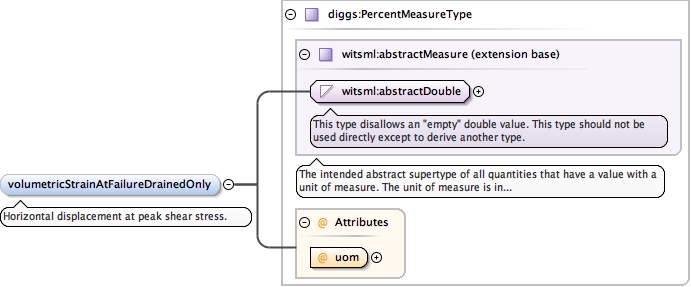 diggs:PercentMeasureType
witsml:abstractMeasure (extension base)
witsml:abstractDouble
This type disallows an "empty" double value. This type should not be
used directly except to derive another type.
The intended abstract supertype of all quantities that have a value with a
unit of measure. The unit of measure is in...
volumetricStrainAtFailureDrainedOnly
Horizontal displacement at peak shear stress.
@ Attributes
@ uom